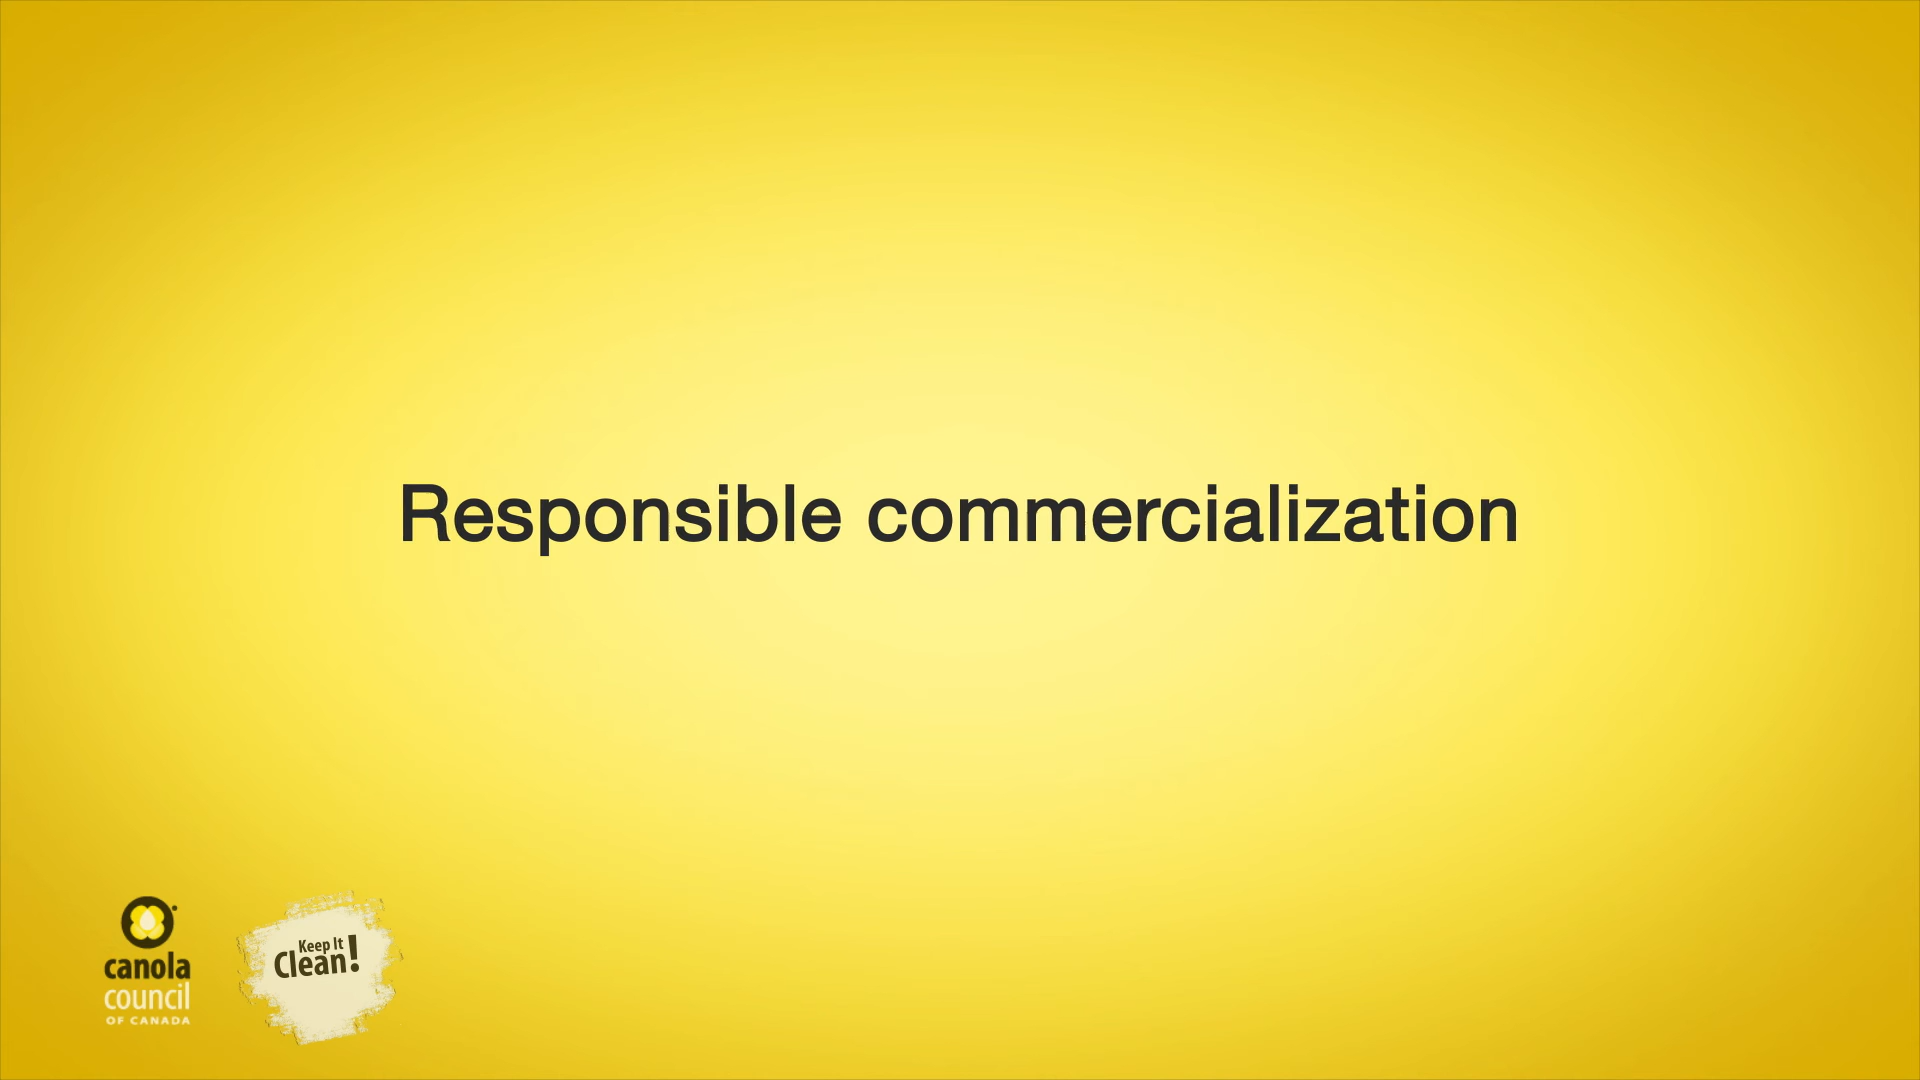 Responsible commercialization
canola
council
OF CANADA
Keep It
Clean!